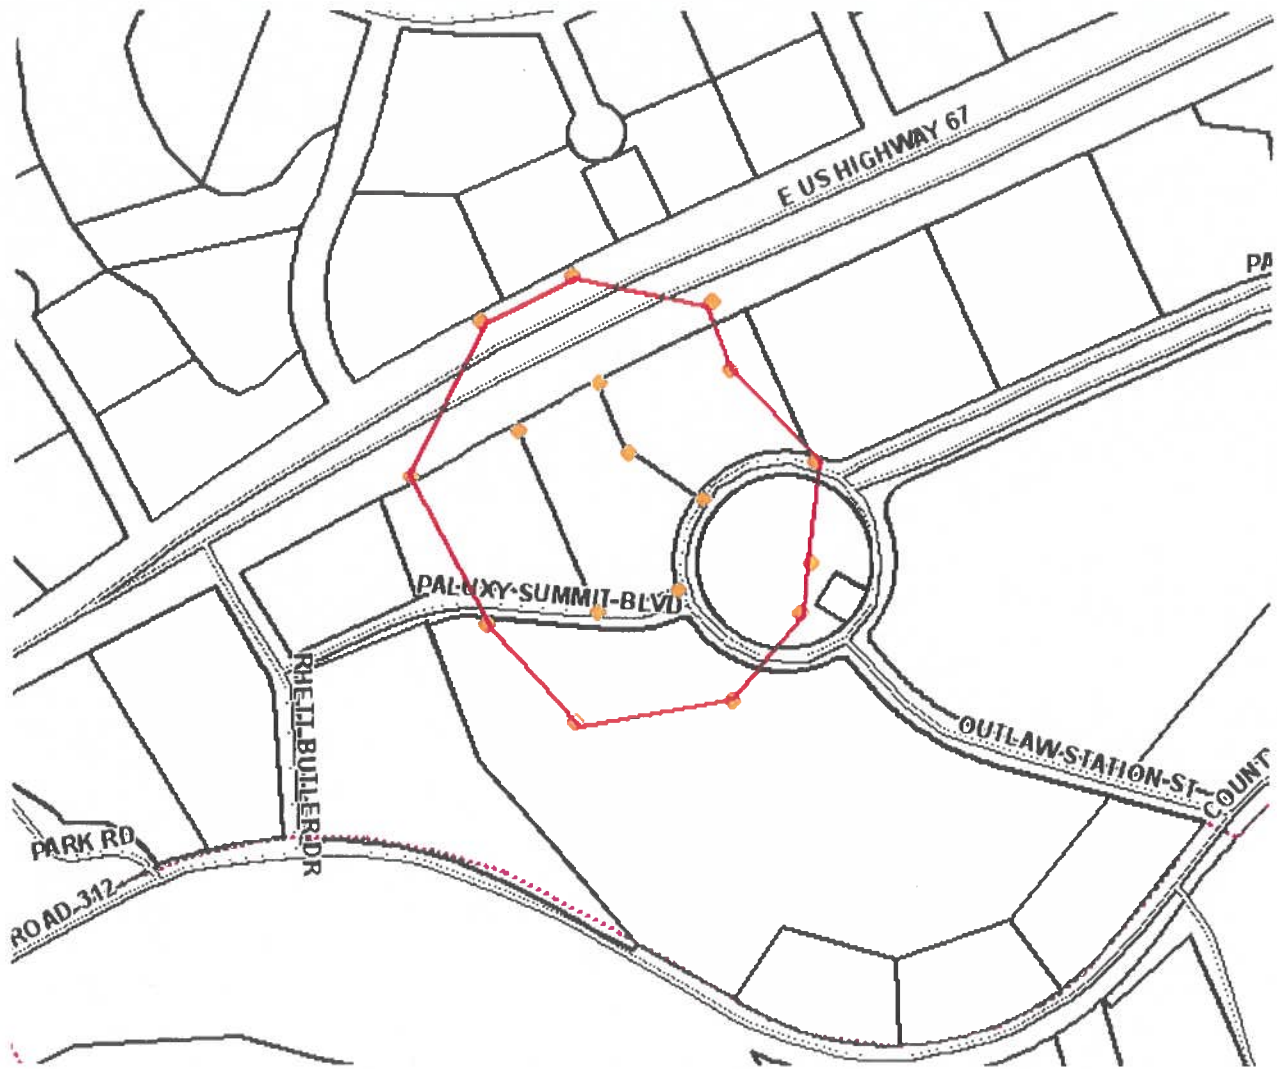 E US HIGHWAY 67
PA
PALUXY-SUMMIT-BLVD
RHETT-BUTLER-DR
OUTLAW-STATION-ST
COUNT
PARK RD
ROAD-312